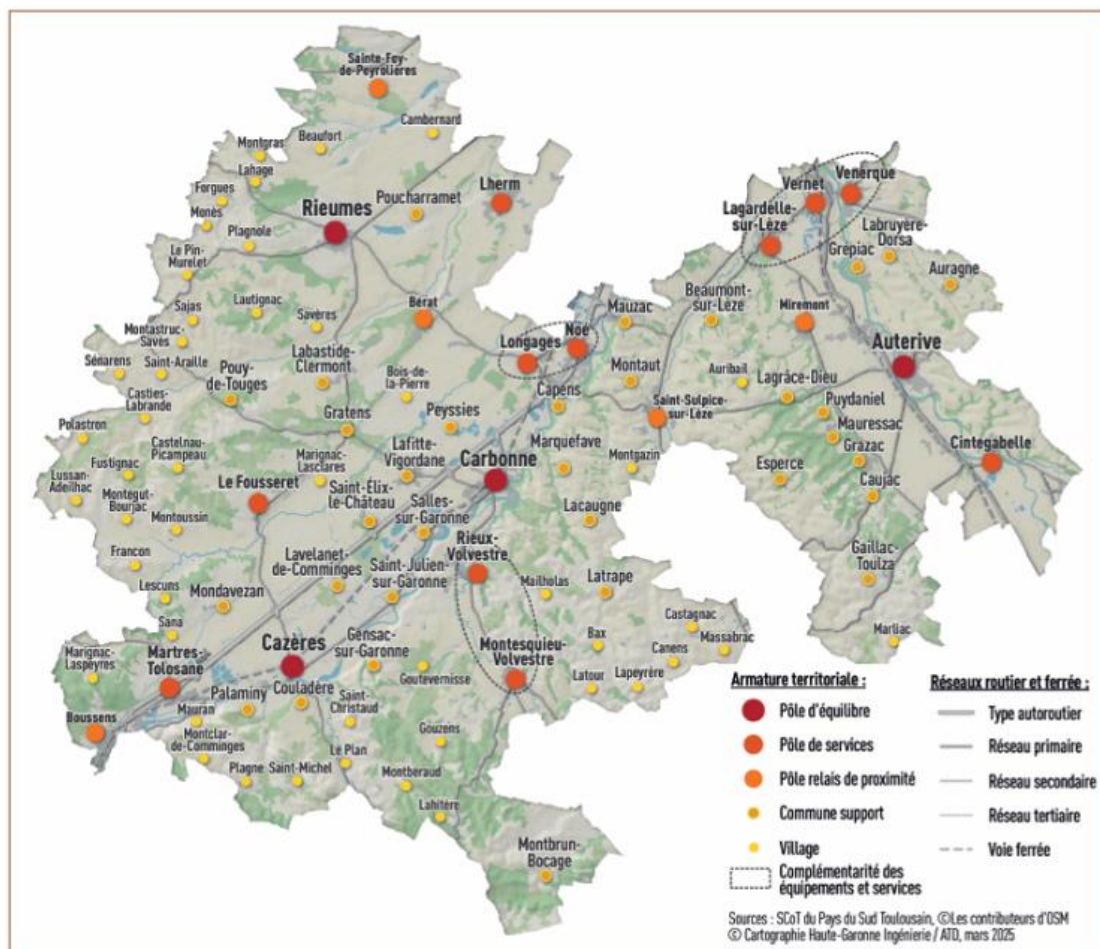 Sainte-Foy-
de-Peyrolières
Cambernard
Beaufort
Montgras
Lahage
Forgues
Monès
Rieumes
Poucharramet
Lherm
Plagnole
Le Pin-
Murelet
Sajas
Lautignac
Savères
Bérat
Montastruc-
Savès
Sénarens
Saint-Araille
Pouy-
de-Touges
Labastide-
Clermont
Bois-de-
la-Pierre
Longages
Noé
Mauzac
Capens
Montaut
Casties-
Labrande
Polastron
Gratens
Peyssies
Castelnau-
Picampeau
Fustignac
Lussan-
Adeilhac
Montégut-
Bourjac
Montoussin
Marignac-
Lasclares
Lafitte-
Vigordane
Carbonne
Marquefave
Saint-Sulpice-
sur-Lèze
Montgazin
Le Fousseret
Saint-Élix-
le-Château
Salles-
sur-Garonne
Lacaugne
Francon
Lescuns
Mondavezan
Lavelanet-
de-Comminges
Saint-Julien-
sur-Garonne
Rieux-
Volvestre
Mailholas
Latrape
Sana
Marignac-
Laspeyres
Martres-
Tolosane
Cazères
Gensac-
sur-Garonne
Goutevernisse
Montesquieu-
Volvestre
Bax
Castagnac
Canens
Massabrac
Latour
Lapeyrère
Boussens
Mauran
Palaminy
Couladère
Saint-
Christaud
Montclar-
de-Comminges
Plagne
Saint-Michel
Le Plan
Gouzens
Montberaud
Lahitère
Montbrun-
Bocage
Venerque
Vernet
Lagardelle-
sur-Lèze
Labruyère-
Dorsa
Grépiac
Auragne
Beaumont-
sur-Lèze
Miremont
Auterive
Auribail
Lagrâce-Dieu
Puydaniel
Mauressac
Grazac
Esperce
Caujac
Cintegabelle
Gaillac-
Toulza
Marliac
Armature territoriale :
Pôle d'équilibre
Pôle de services
Pôle relais de proximité
Commune support
Village
Complémentarité des
équipements et services
Réseaux routier et ferrée :
Type autoroutier
Réseau primaire
Réseau secondaire
Réseau tertiaire
Voie ferrée
Sources : SCoT du Pays du Sud Toulousain, ©Les contributeurs d'OSM
© Cartographie Haute-Garonne Ingénierie / ATD, mars 2025